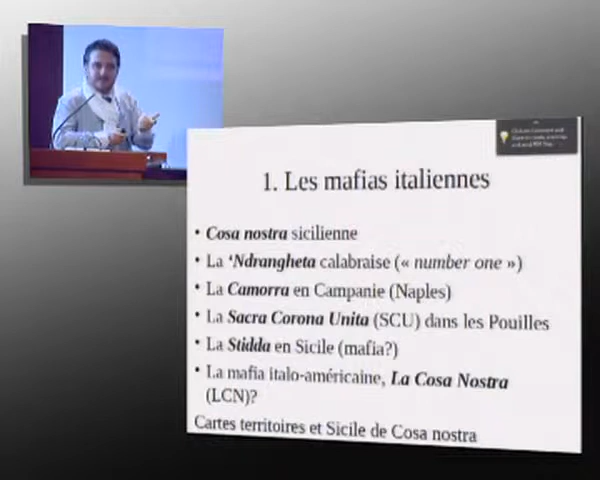 1. Les mafias italiennes
• Cosa nostra sicilienne
• La ‘Ndrangheta calabraise (« number one »)
• La Camorra en Campanie (Naples)
• La Sacra Corona Unita (SCU) dans les Pouilles
• La Stidda en Sicile (mafia?)
• La mafia italo-américaine, La Cosa Nostra
(LCN)?
Cartes territoires et Sicile de Cosa nostra